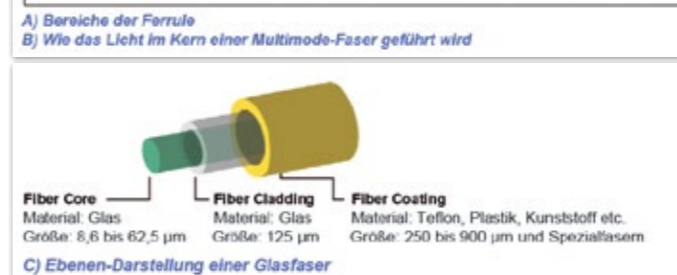 A) Bereiche der Ferrule
B) Wie das Licht im Kern einer Multimode-Faser geführt wird
Fiber Core
Material: Glas
Größe: 8,6 bis 62,5 µm
Fiber Cladding
Material: Glas
Größe: 125 µm
Fiber Coating
Material: Teflon, Plastik, Kunststoff etc.
Größe: 250 bis 900 µm und Spezialfasern
C) Ebenen-Darstellung einer Glasfaser